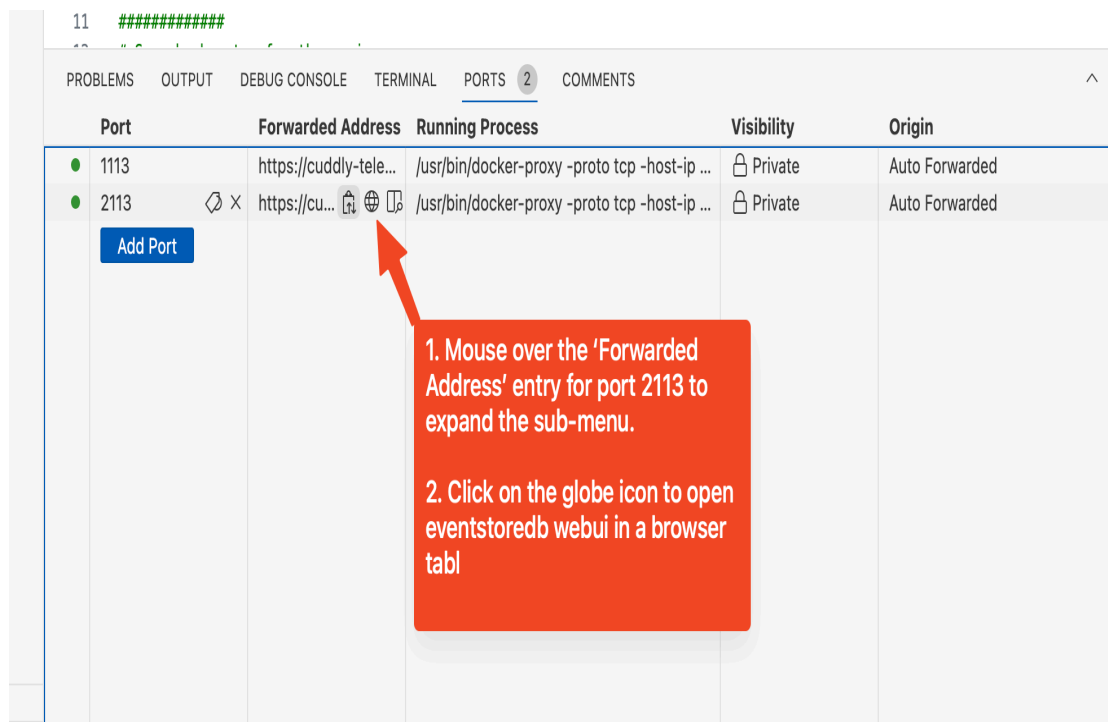 11 #############
PROBLEMS OUTPUT DEBUG CONSOLE TERMINAL PORTS 2 COMMENTS
Port Forwarded Address Running Process Visibility Origin
1113 https://cuddly-tele... /usr/bin/docker-proxy -proto tcp -host-ip ... Private Auto Forwarded
2113 https://cu... /usr/bin/docker-proxy -proto tcp -host-ip ... Private Auto Forwarded
Add Port
1. Mouse over the ‘Forwarded
Address’ entry for port 2113 to
expand the sub-menu.
2. Click on the globe icon to open
eventstoredb webui in a browser
tabl